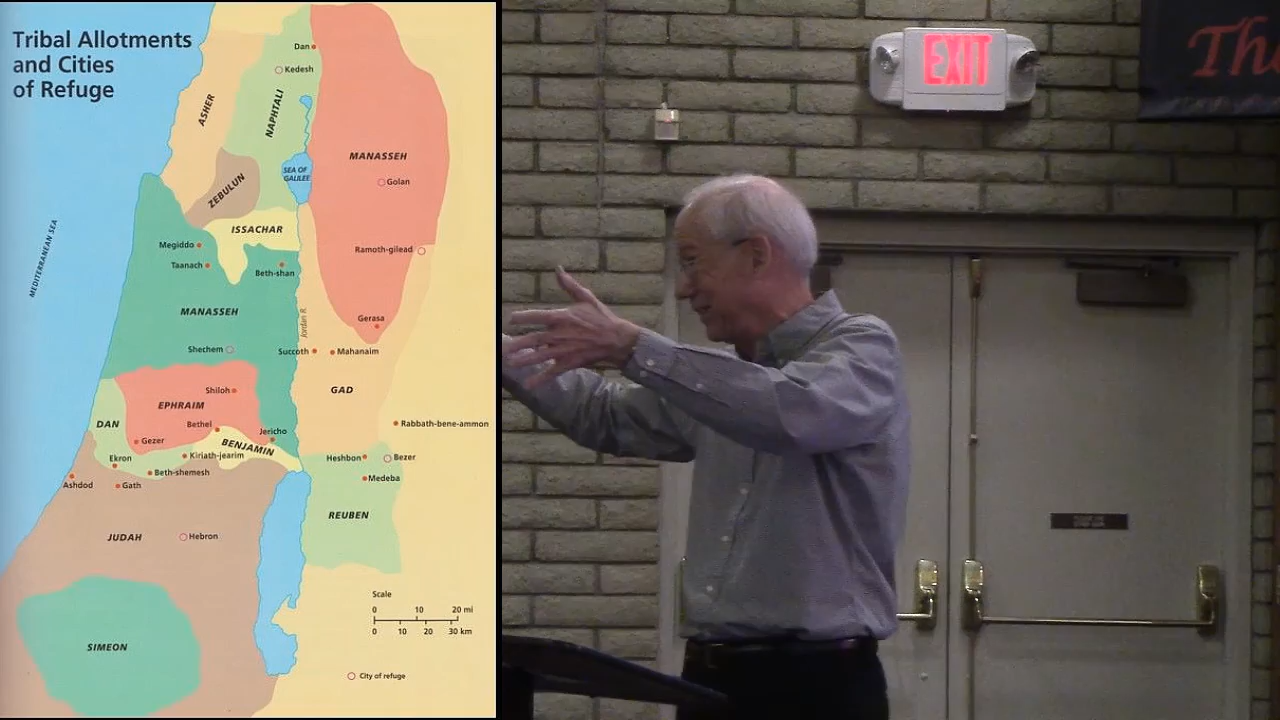 Tribal Allotments
and Cities
of Refuge
Dan
Kedesh
ASHER
NAPHTALI
MANASSEH
SEA OF
GALILEE
Golan
ZEBULUN
ISSACHAR
MEDITERRANEAN SEA
Megiddo
Ramoth-gilead
Taanach
Beth-shan
MANASSEH
Jordan R.
Gerasa
Shechem
Succoth
Mahanaim
Shiloh
GAD
EPHRAIM
DAN
Bethel
Jericho
Rabbath-bene-ammon
Gezer
BENJAMIN
Ekron
Kiriath-jearim
Heshbon
Bezer
Beth-shemesh
Medeba
Ashdod
Gath
REUBEN
JUDAH
Hebron
Scale
0 10 20 mi
0 10 20 30 km
SIMEON
City of refuge
EXIT